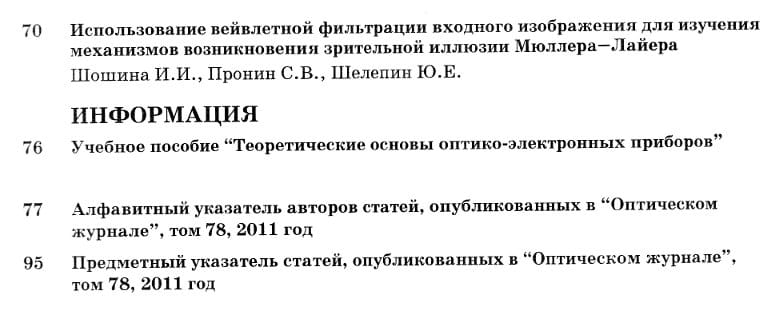 70 Использование вейвлетной фильтрации входного изображения для изучения
механизмов возникновения зрительной иллюзии Мюллера—Лайера
Шошина И.И., Пронин С.В., Шелепин Ю.Е.
ИНФОРМАЦИЯ
76 Учебное пособие “Теоретические основы оптико-электронных приборов”
77 Алфавитный указатель авторов статей, опубликованных в “Оптическом
журнале”, том 78, 2011 год
95 Предметный указатель статей, опубликованных в “Оптическом журнале”,
том 78, 2011 год